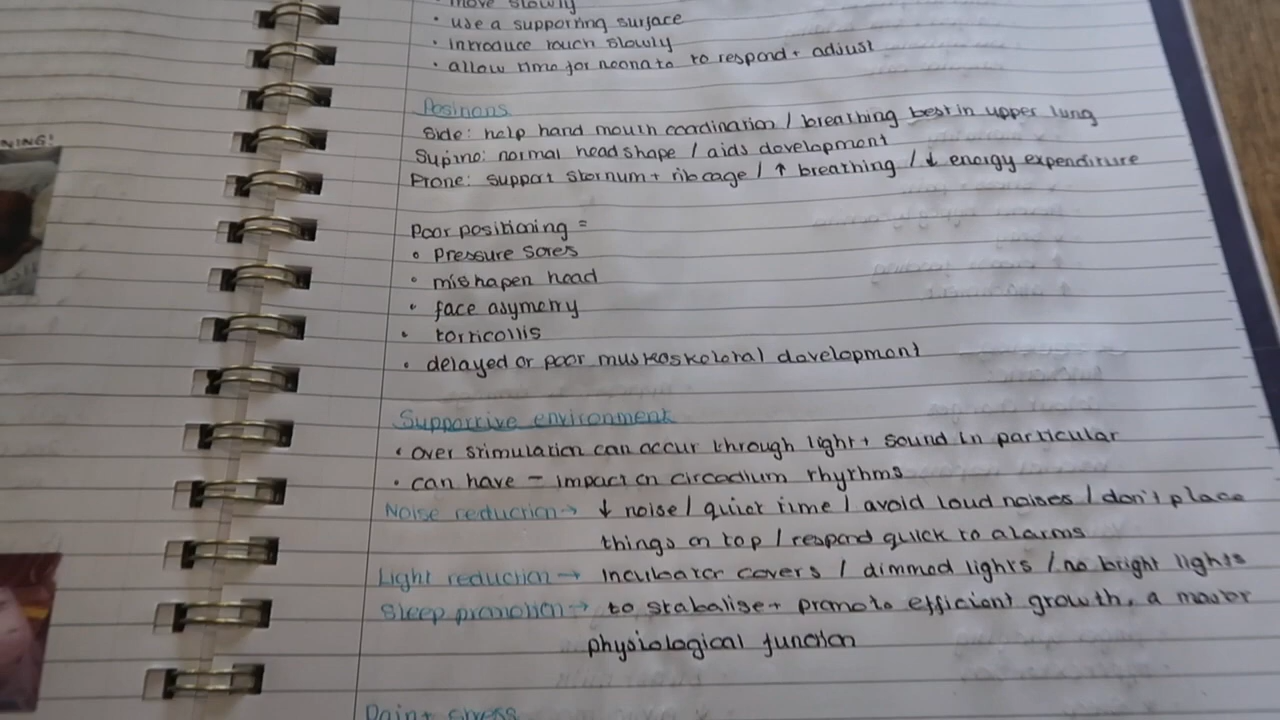 move slowly
• use a supporting surface
• introduce touch slowly
• allow time for neonate to respond + adjust
NING!
Positions
Side: help hand mouth coordination / breathing best in upper lung
Supine: normal head shape / aids development
Prone: support sternum + ribcage / ↑ breathing / ↓ energy expenditure
Poor positioning =
• Pressure sores
• mishapen head
• face asymetry
• torticollis
• delayed or poor muskoskeletal development
Supportive environment
• over stimulation can occur through light + sound in particular
• can have - impact on circadium rhythms
Noise reduction → ↓ noise / quiet time / avoid loud noises / don't place
things on top / respond quick to alarms
Light reduction → incubator covers / dimmed lights / no bright lights
Sleep promotion → to stabalise + promote efficient growth, a major
physiological function
Pain + stress